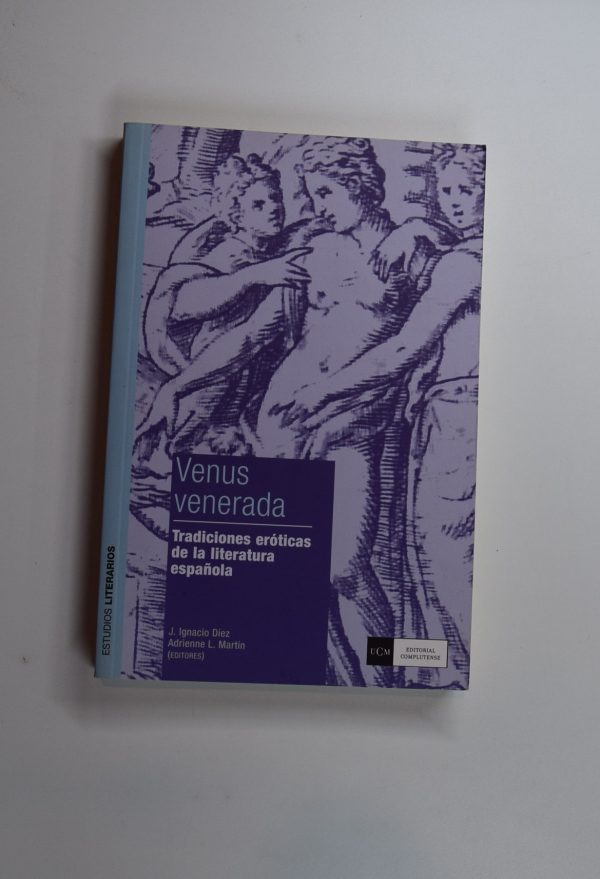 Venus
venerada
Tradiciones eróticas
de la literatura
española
J. Ignacio Díez
Adrienne L. Martín
(EDITORES)
ESTUDIOS LITERARIOS
UCM
EDITORIAL
COMPLUTENSE